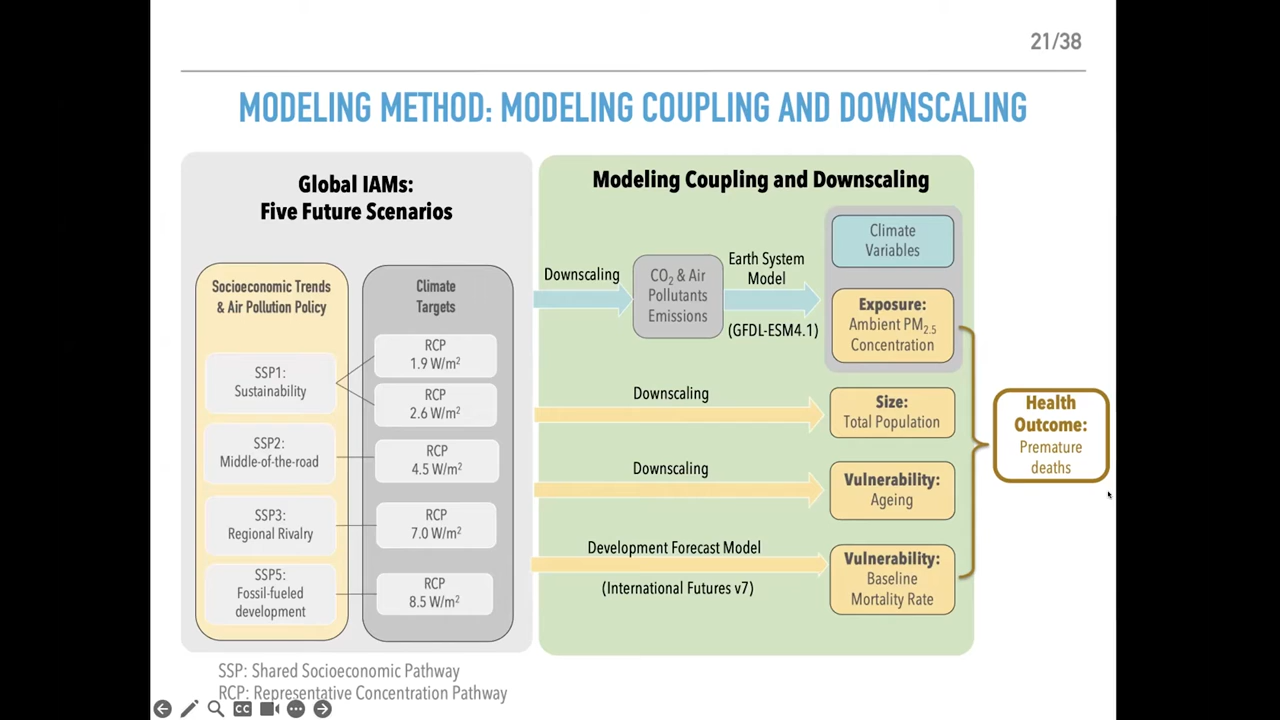 21/38
MODELING METHOD: MODELING COUPLING AND DOWNSCALING
Global IAMs:
Five Future Scenarios
Socioeconomic Trends
& Air Pollution Policy
SSP1:
Sustainability
SSP2:
Middle-of-the-road
SSP3:
Regional Rivalry
SSP5:
Fossil-fueled
development
Climate
Targets
RCP
1.9 W/m²
RCP
2.6 W/m²
RCP
4.5 W/m²
RCP
7.0 W/m²
RCP
8.5 W/m²
Modeling Coupling and Downscaling
Downscaling
CO₂ & Air
Pollutants
Emissions
Earth System
Model
(GFDL-ESM4.1)
Climate
Variables
Exposure:
Ambient PM₂.₅
Concentration
Downscaling
Size:
Total Population
Downscaling
Vulnerability:
Ageing
Development Forecast Model
(International Futures v7)
Vulnerability:
Baseline
Mortality Rate
Health
Outcome:
Premature
deaths
SSP: Shared Socioeconomic Pathway
RCP: Representative Concentration Pathway
CC